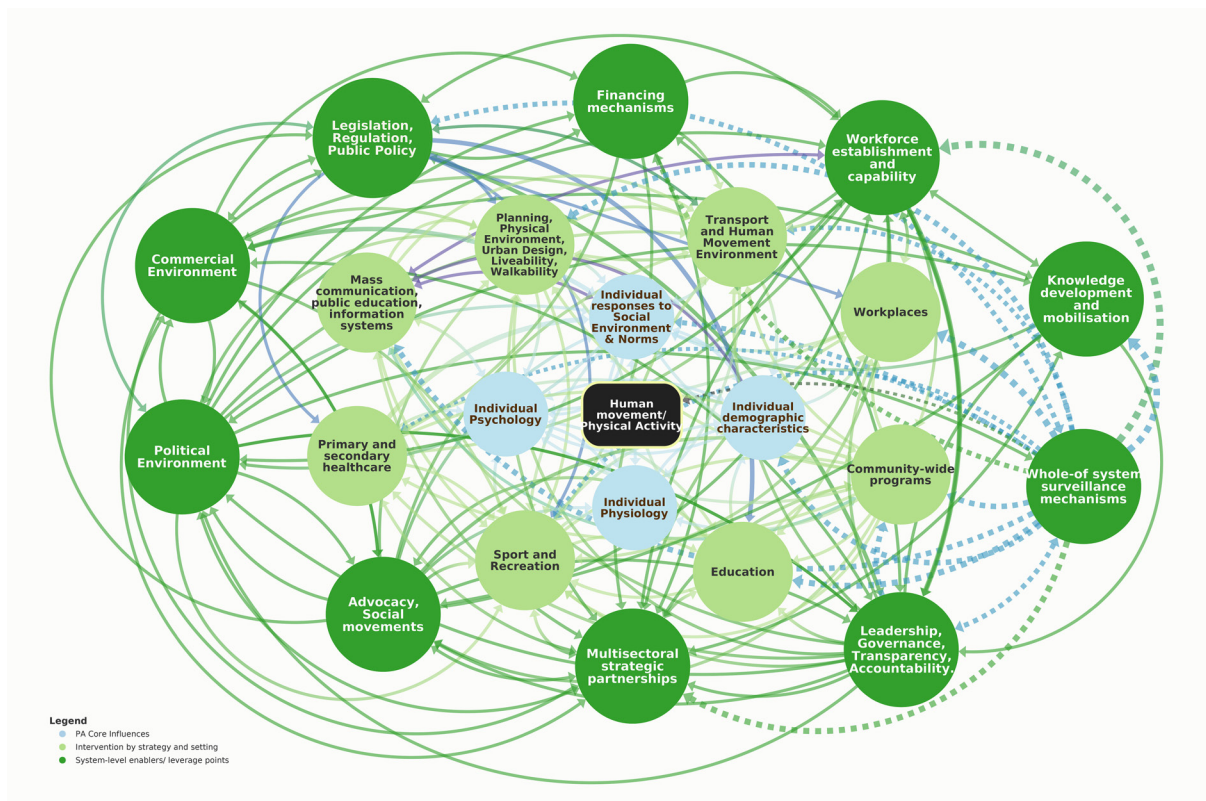 Financing
mechanisms
Legislation,
Regulation,
Public Policy
Workforce
establishment
and
capability
Planning,
Physical
Environment,
Urban Design,
Liveability,
Walkability
Transport
and Human
Movement
Environment
Commercial
Environment
Mass
communication,
public education,
information
systems
Individual
responses to
Social
Environment
& Norms
Workplaces
Knowledge
development
and
mobilisation
Individual
Psychology
Human
movement/
Physical Activity
Individual
demographic
characteristics
Political
Environment
Primary and
secondary
healthcare
Community-wide
programs
Whole-of system
surveillance
mechanisms
Individual
Physiology
Sport and
Recreation
Education
Advocacy,
Social
movements
Multisectoral
strategic
partnerships
Leadership,
Governance,
Transparency,
Accountability.
Legend
PA Core Influences
Intervention by strategy and setting
System-level enablers/ leverage points